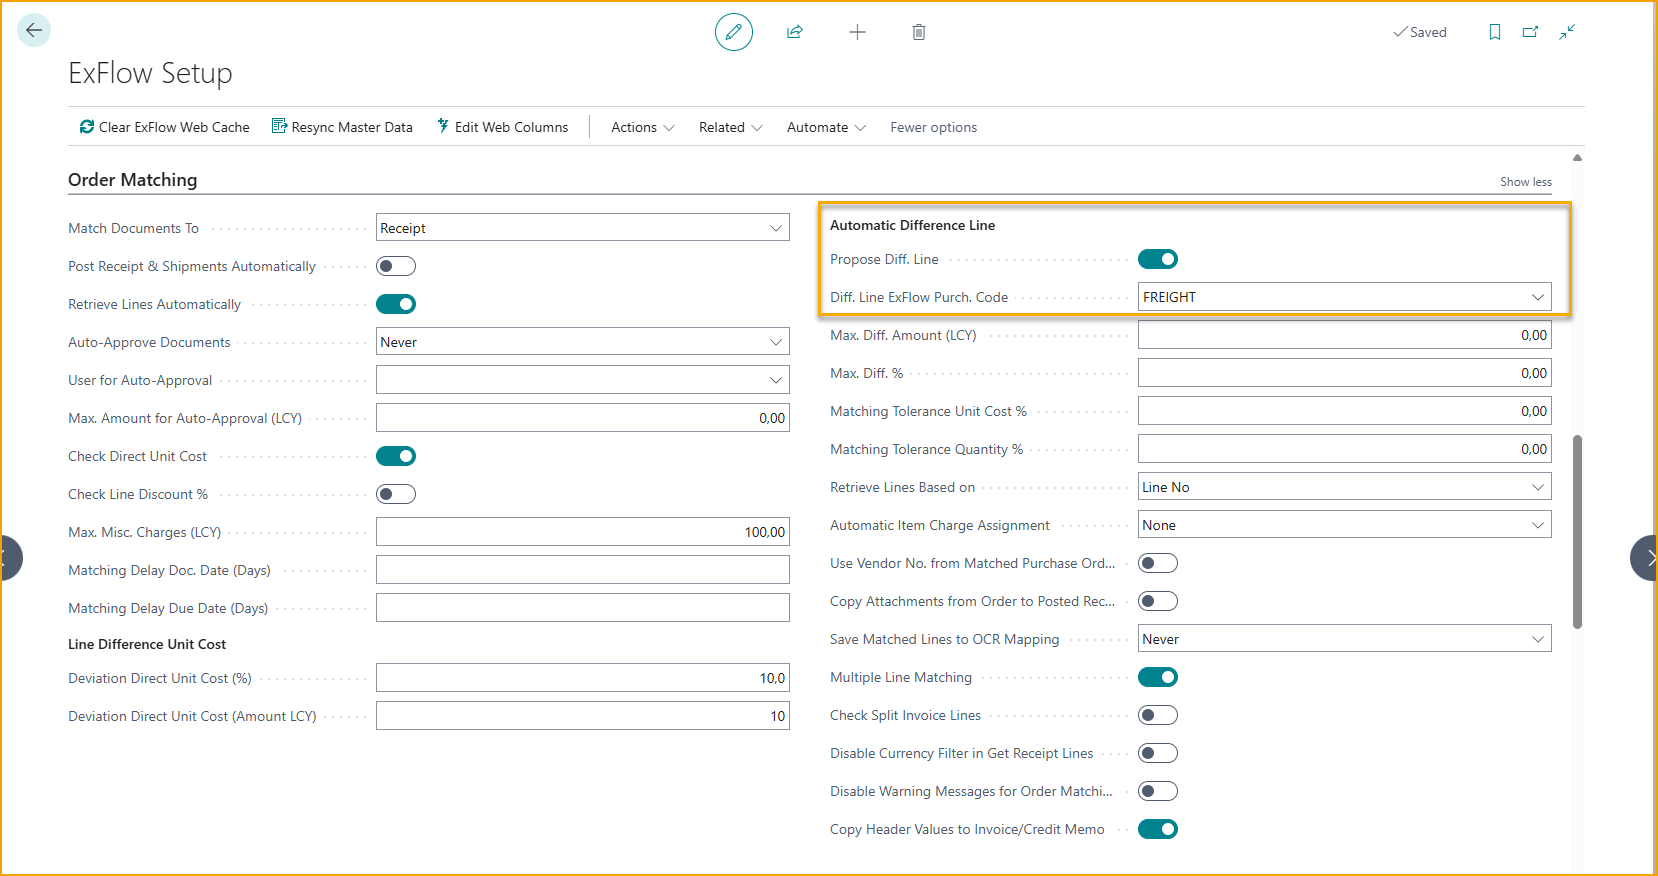 Saved
ExFlow Setup
Clear ExFlow Web Cache
Resync Master Data
Edit Web Columns
Actions
Related
Automate
Fewer options
Order Matching
Show less
Match Documents To
Receipt
Post Receipt & Shipments Automatically
Retrieve Lines Automatically
Auto-Approve Documents
Never
User for Auto-Approval
Max. Amount for Auto-Approval (LCY)
0,00
Check Direct Unit Cost
Check Line Discount %
Max. Misc. Charges (LCY)
100,00
Matching Delay Doc. Date (Days)
Matching Delay Due Date (Days)
Line Difference Unit Cost
Deviation Direct Unit Cost (%)
10,0
Deviation Direct Unit Cost (Amount LCY)
10
Automatic Difference Line
Propose Diff. Line
Diff. Line ExFlow Purch. Code
FREIGHT
Max. Diff. Amount (LCY)
0,00
Max. Diff. %
0,00
Matching Tolerance Unit Cost %
0,00
Matching Tolerance Quantity %
0,00
Retrieve Lines Based on
Line No
Automatic Item Charge Assignment
None
Use Vendor No. from Matched Purchase Ord...
Copy Attachments from Order to Posted Rec...
Save Matched Lines to OCR Mapping
Never
Multiple Line Matching
Check Split Invoice Lines
Disable Currency Filter in Get Receipt Lines
Disable Warning Messages for Order Matchi...
Copy Header Values to Invoice/Credit Memo